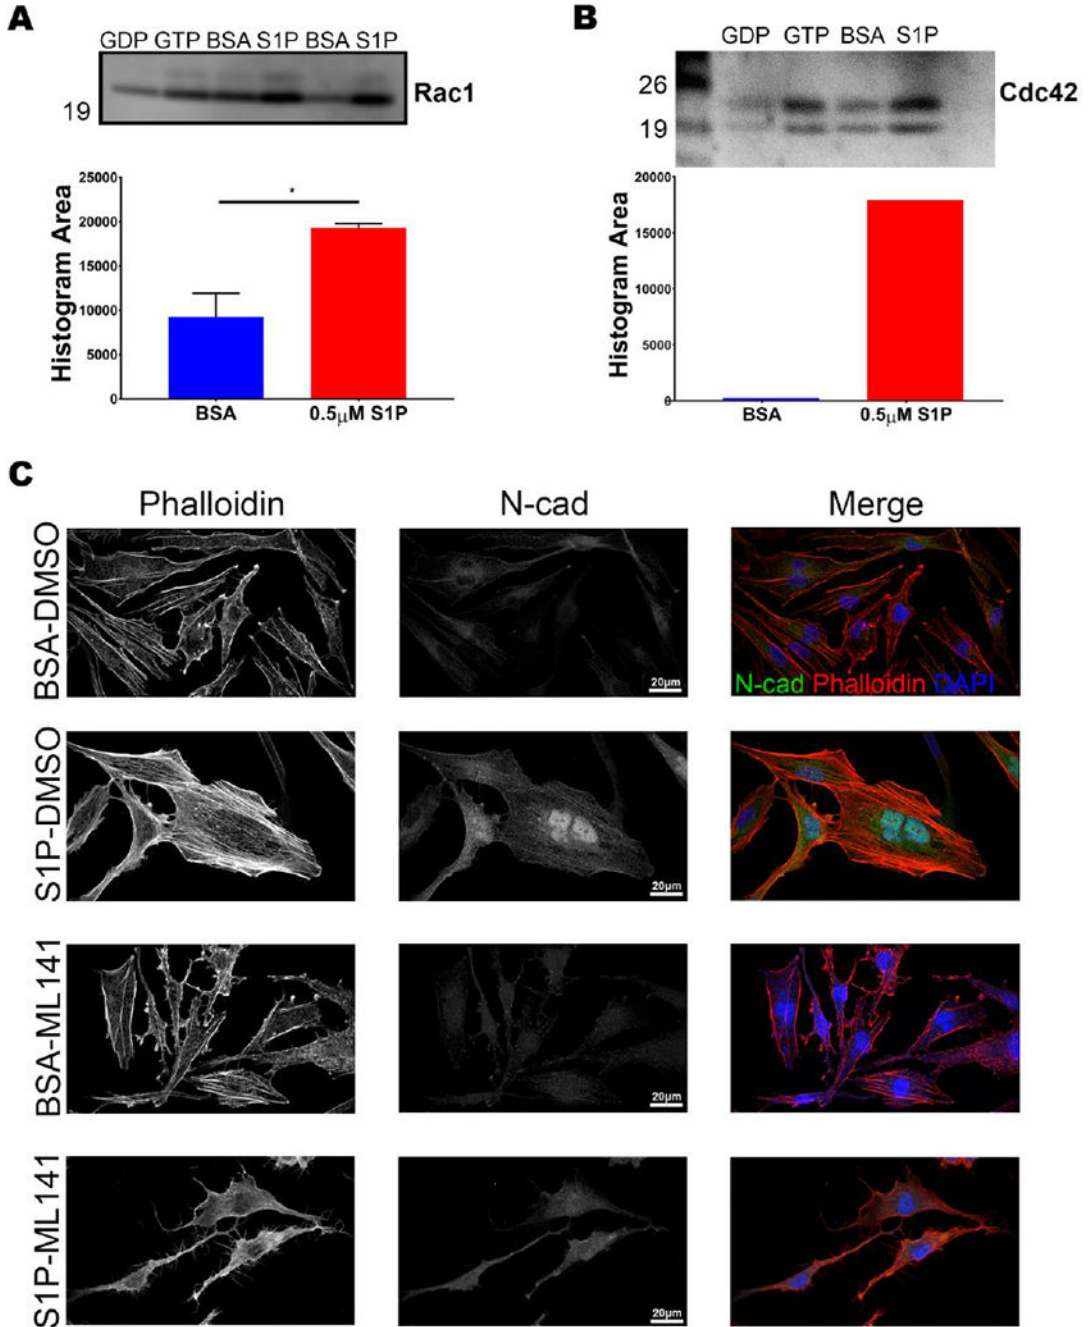 A
GDP GTP BSA S1P BSA S1P
19
Rac1
25000
20000
15000
10000
5000
0
Histogram Area
*
BSA
0.5μM S1P
B
GDP GTP BSA S1P
26
19
Cdc42
20000
15000
10000
5000
0
Histogram Area
BSA
0.5μM S1P
C
Phalloidin
N-cad
Merge
BSA-DMSO
20μm
N-cad Phalloidin DAPI
S1P-DMSO
20μm
BSA-ML141
20μm
S1P-ML141
20μm